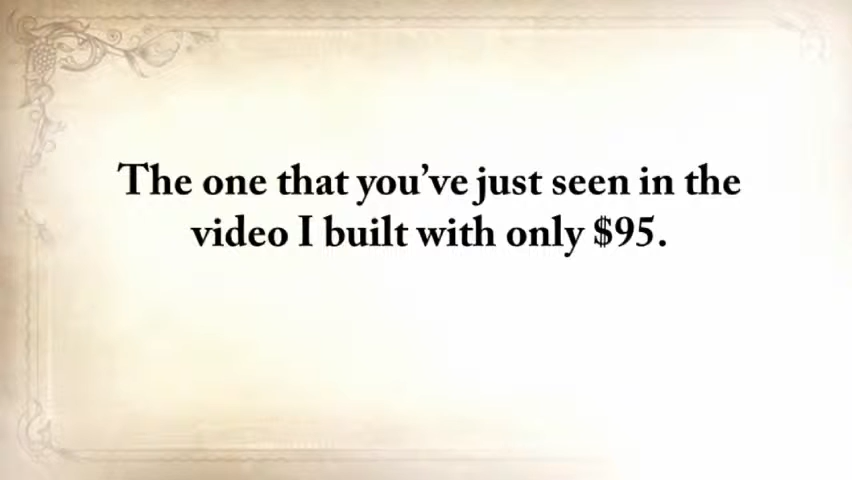 The one that you’ve just seen in the
video I built with only $95.